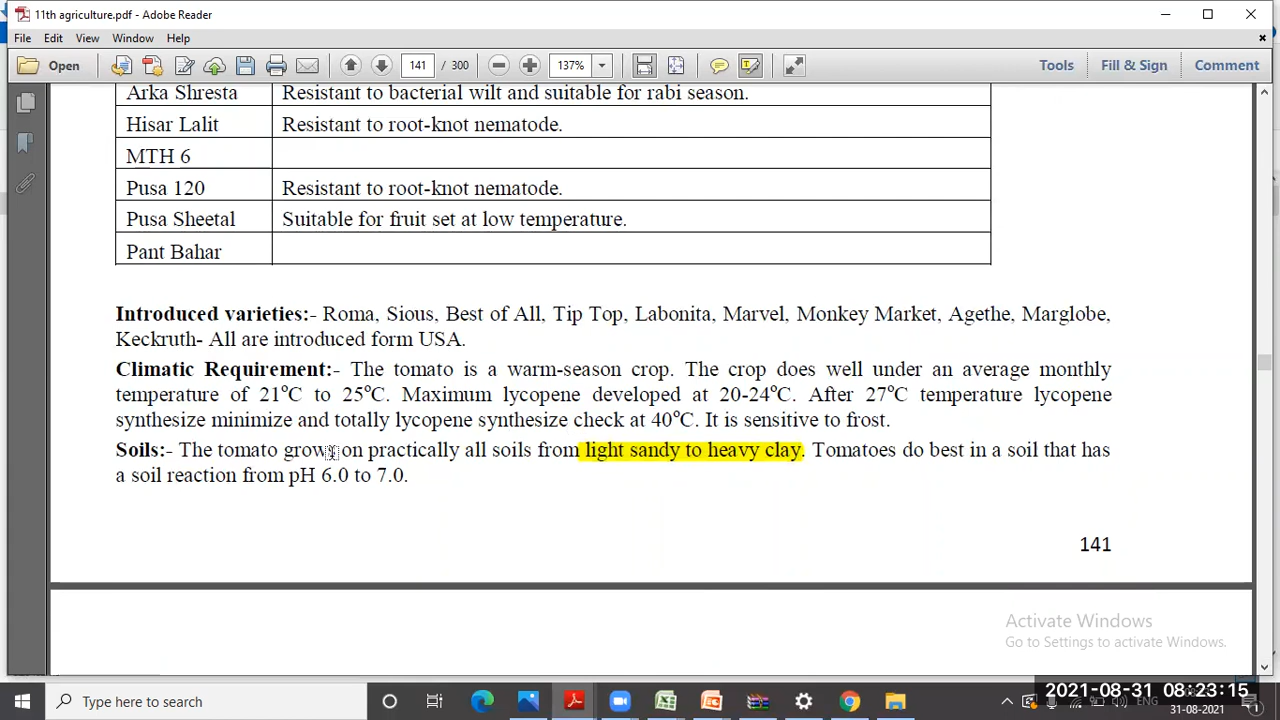 11th agriculture.pdf - Adobe Reader
File Edit View Window Help
Open 141 / 300 137% Tools Fill & Sign Comment
Arka Shresta Resistant to bacterial wilt and suitable for rabi season.
Hisar Lalit Resistant to root-knot nematode.
MTH 6
Pusa 120 Resistant to root-knot nematode.
Pusa Sheetal Suitable for fruit set at low temperature.
Pant Bahar
Introduced varieties:- Roma, Sious, Best of All, Tip Top, Labonita, Marvel, Monkey Market, Agethe, Marglobe,
Keckruth- All are introduced form USA.
Climatic Requirement:- The tomato is a warm-season crop. The crop does well under an average monthly
temperature of 21°C to 25°C. Maximum lycopene developed at 20-24°C. After 27°C temperature lycopene
synthesize minimize and totally lycopene synthesize check at 40°C. It is sensitive to frost.
Soils:- The tomato grows on practically all soils from light sandy to heavy clay. Tomatoes do best in a soil that has
a soil reaction from pH 6.0 to 7.0.
141
Activate Windows
Go to Settings to activate Windows.
Type here to search
2021-08-31 08:23:15
ENG
31-08-2021